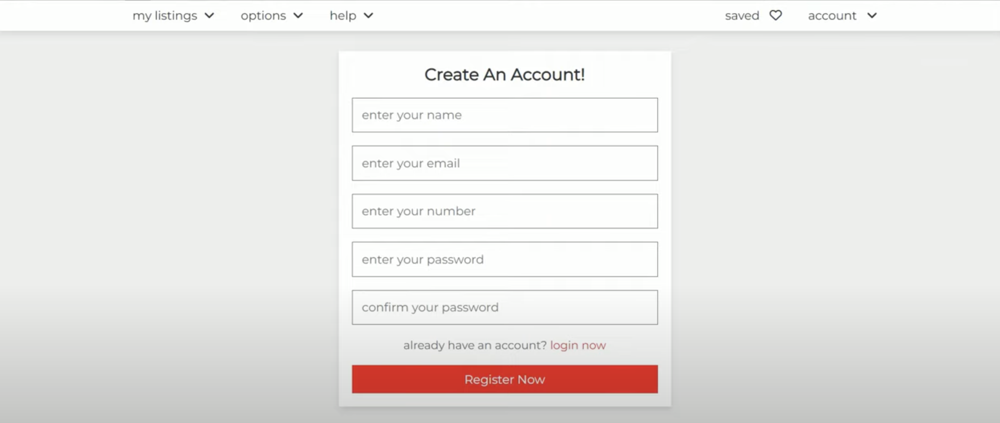 my listings options help saved account
Create An Account!
enter your name
enter your email
enter your number
enter your password
confirm your password
already have an account? login now
Register Now